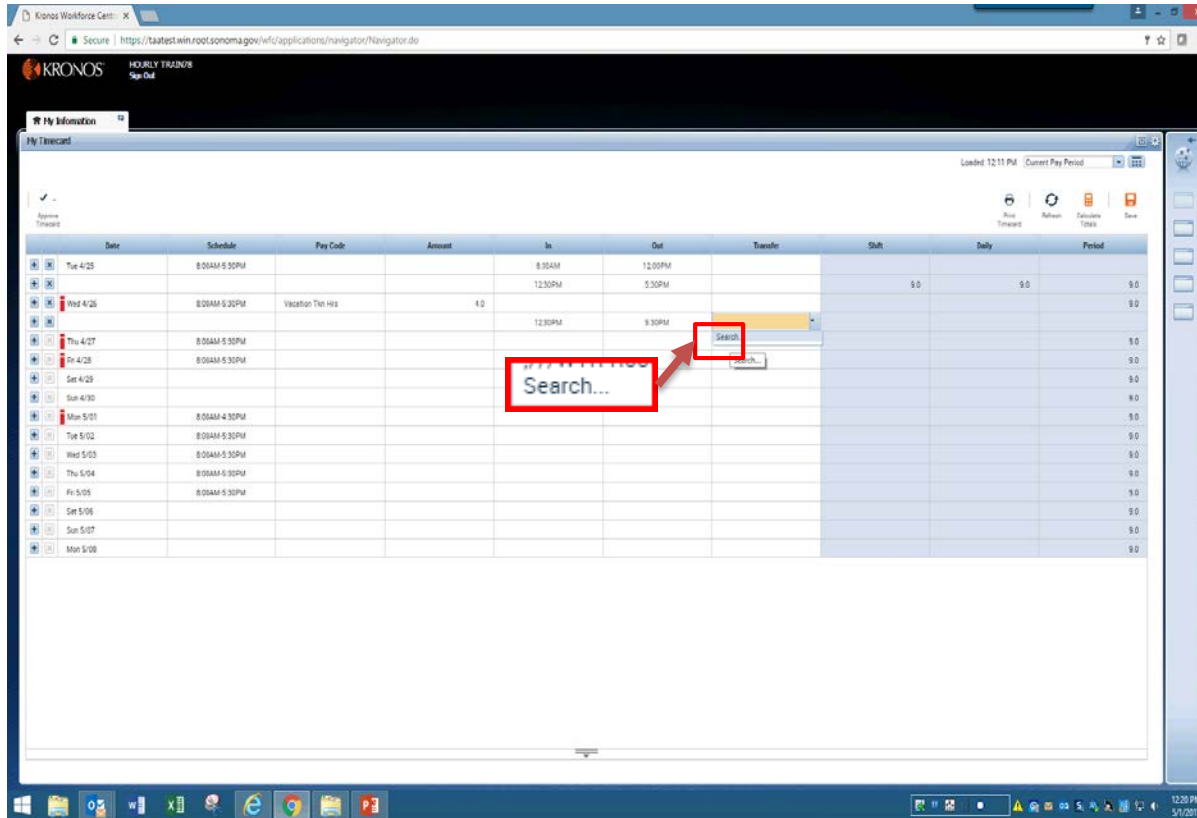 Kronos Workforce Centr
Secure | https://taatest.win.root.sonoma.gov/wfc/applications/navigator/Navigator.do
KRONOS HOURLY TRAIN78
Sign Out
My Information
My Timecard
Loaded: 12:11 PM Current Pay Period
Approve Timecard Print Timecard Refresh Calculate Totals Save
Date Schedule Pay Code Amount In Out Transfer Shift Daily Period
Tue 4/25 8:00AM-5:30PM 8:30AM 12:00PM
12:30PM 5:30PM 9.0 9.0 9.0
Wed 4/26 8:00AM-5:30PM Vacation Tkn Hrs 4.0 9.0
12:30PM 9:30PM
Search...
Thu 4/27 8:00AM-5:30PM 9.0
Fri 4/28 8:00AM-5:30PM 9.0
Search...
Search...
Sat 4/29 9.0
Sun 4/30 9.0
Mon 5/01 8:00AM-4:30PM 9.0
Tue 5/02 8:00AM-5:30PM 9.0
Wed 5/03 8:00AM-5:30PM 9.0
Thu 5/04 8:00AM-5:30PM 9.0
Fri 5/05 8:00AM-5:30PM 9.0
Sat 5/06 9.0
Sun 5/07 9.0
Mon 5/08 9.0
12:20 P
5/1/201